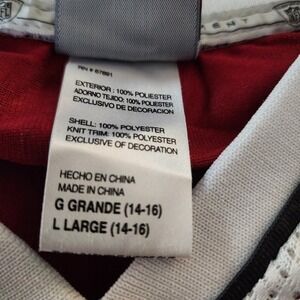 NFL
RN # 67891
EXTERIOR : 100% POLIESTER
ADORNO TEJIDO: 100% POLIESTER
EXCLUSIVO DE DECORACION
SHELL: 100% POLYESTER
KNIT TRIM: 100% POLYESTER
EXCLUSIVE OF DECORATION
HECHO EN CHINA
MADE IN CHINA
G GRANDE (14-16)
L LARGE (14-16)